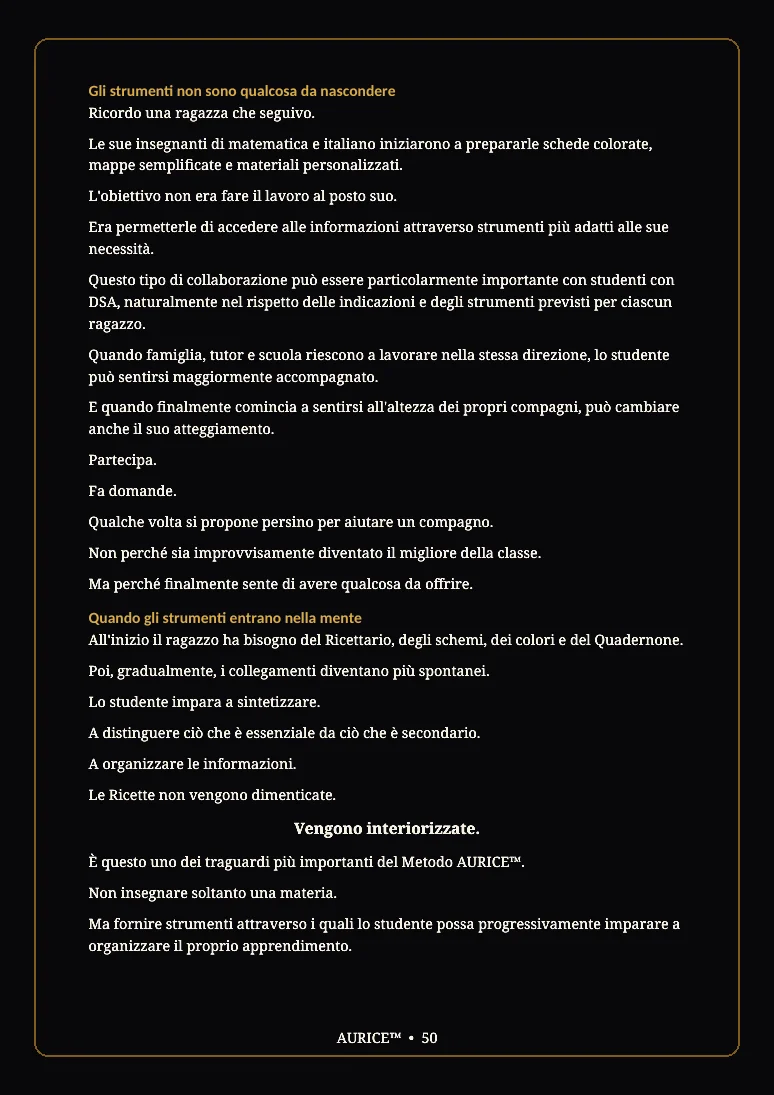 Gli strumenti non sono qualcosa da nascondere
Ricordo una ragazza che seguivo.
Le sue insegnanti di matematica e italiano iniziarono a prepararle schede colorate,
mappe semplificate e materiali personalizzati.
L'obiettivo non era fare il lavoro al posto suo.
Era permetterle di accedere alle informazioni attraverso strumenti più adatti alle sue
necessità.
Questo tipo di collaborazione può essere particolarmente importante con studenti con
DSA, naturalmente nel rispetto delle indicazioni e degli strumenti previsti per ciascun
ragazzo.
Quando famiglia, tutor e scuola riescono a lavorare nella stessa direzione, lo studente
può sentirsi maggiormente accompagnato.
E quando finalmente comincia a sentirsi all'altezza dei propri compagni, può cambiare
anche il suo atteggiamento.
Partecipa.
Fa domande.
Qualche volta si propone persino per aiutare un compagno.
Non perché sia improvvisamente diventato il migliore della classe.
Ma perché finalmente sente di avere qualcosa da offrire.
Quando gli strumenti entrano nella mente
All'inizio il ragazzo ha bisogno del Ricettario, degli schemi, dei colori e del Quadernone.
Poi, gradualmente, i collegamenti diventano più spontanei.
Lo studente impara a sintetizzare.
A distinguere ciò che è essenziale da ciò che è secondario.
A organizzare le informazioni.
Le Ricette non vengono dimenticate.
Vengono interiorizzate.
È questo uno dei traguardi più importanti del Metodo AURICE™.
Non insegnare soltanto una materia.
Ma fornire strumenti attraverso i quali lo studente possa progressivamente imparare a
organizzare il proprio apprendimento.
AURICE™ • 50